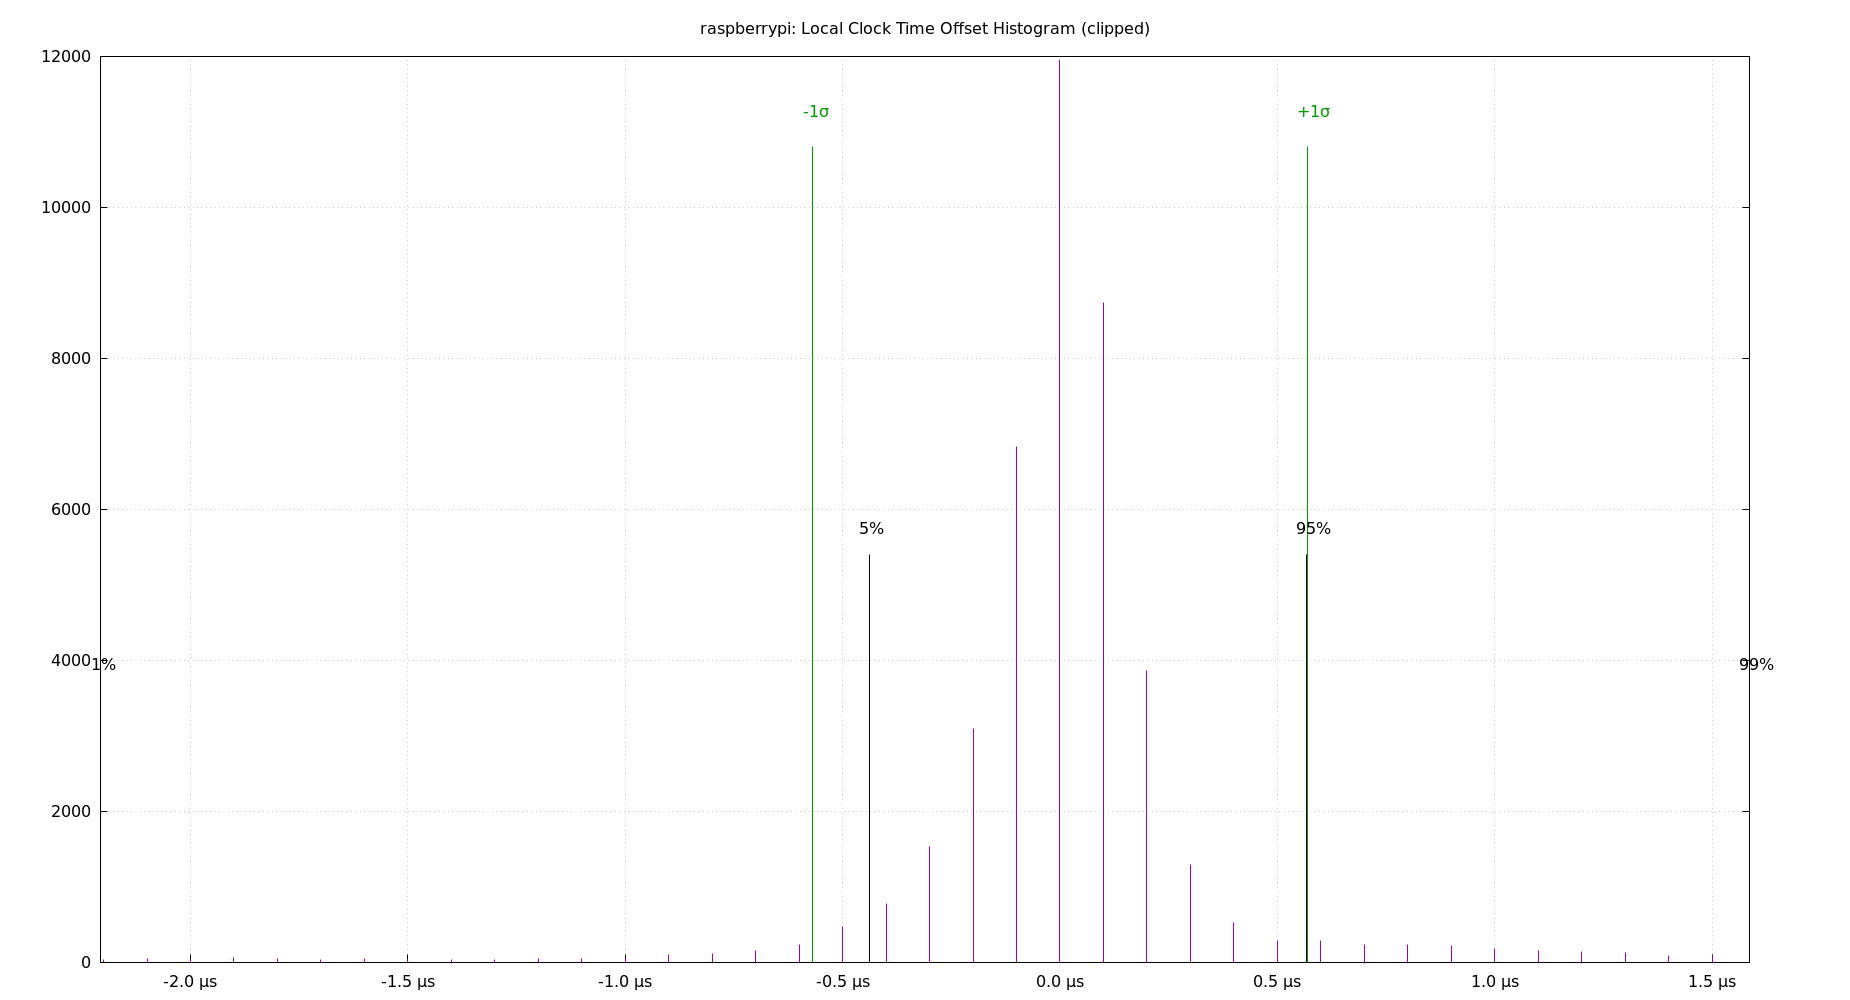 raspberrypi: Local Clock Time Offset Histogram (clipped)
12000
-1σ
+1σ
10000
8000
6000
5%
95%
4000
1%
99%
2000
0
-2.0 µs
-1.5 µs
-1.0 µs
-0.5 µs
0.0 µs
0.5 µs
1.0 µs
1.5 µs